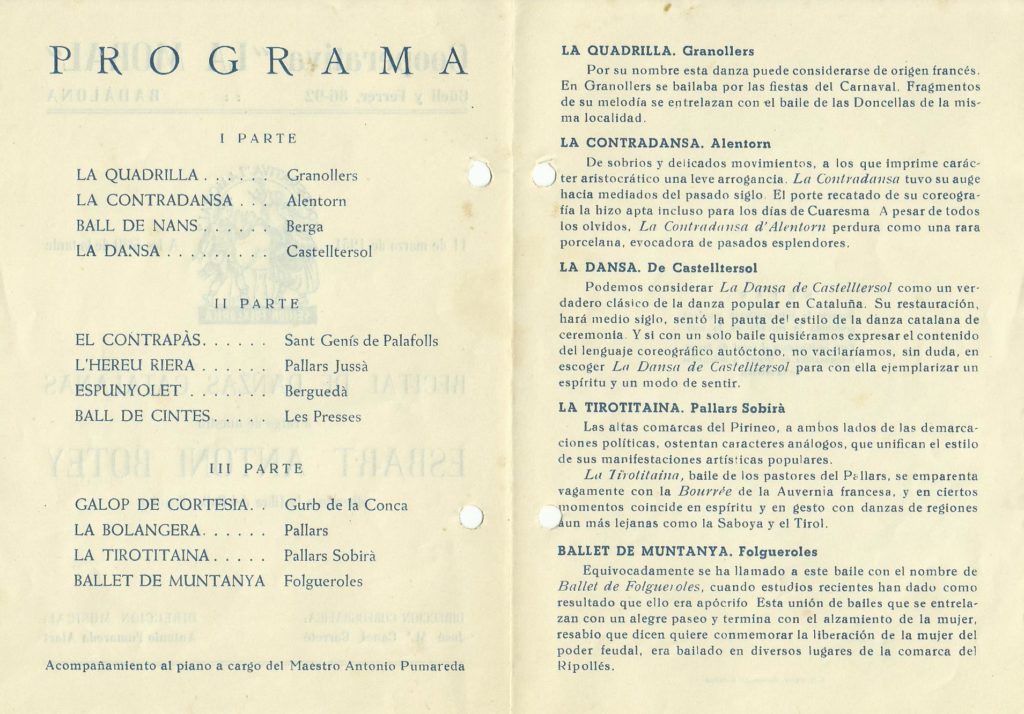 PROGRAMA
I PARTE
LA QUADRILLA . . . . . . Granollers
LA CONTRADANSA . . . Alentorn
BALL DE NANS . . . . . . Berga
LA DANSA . . . . . . . . . Castelltersol
II PARTE
EL CONTRAPÀS. . . . . . Sant Genís de Palafolls
L'HEREU RIERA . . . . . Pallars Jussà
ESPUNYOLET . . . . . . . Berguedà
BALL DE CINTES. . . . . Les Presses
III PARTE
GALOP DE CORTESIA. . Gurb de la Conca
LA BOLANGERA. . . . . . Pallars
LA TIROTITAINA. . . . . Pallars Sobirà
BALLET DE MUNTANYA Folgueroles
Acompañamiento al piano a cargo del Maestro Antonio Pumareda
LA QUADRILLA. Granollers
Por su nombre esta danza puede considerarse de origen francés.
En Granollers se bailaba por las fiestas del Carnaval. Fragmentos
de su melodía se entrelazan con el baile de las Doncellas de la mis-
ma localidad.
LA CONTRADANSA. Alentorn
De sobrios y delicados movimientos, a los que imprime carác-
ter aristocrático una leve arrogancia. La Contradansa tuvo su auge
hacia mediados del pasado siglo. El porte recatado de su coreogra-
fía la hizo apta incluso para los días de Cuaresma A pesar de todos
los olvidos, La Contradansa d'Alentorn perdura como una rara
porcelana, evocadora de pasados esplendores.
LA DANSA. De Castelltersol
Podemos considerar La Dansa de Castelltersol como un ver-
dadero clásico de la danza popular en Cataluña. Su restauración,
hará medio siglo, sentó la pauta del estilo de la danza catalana de
ceremonia. Y si con un solo baile quisiéramos expresar el contenido
del lenguaje coreográfico autóctono, no vacilaríamos, sin duda, en
escoger La Dansa de Castelltersol para con ella ejemplarizar un
espíritu y un modo de sentir.
LA TIROTITAINA. Pallars Sobirà
Las altas comarcas del Pirineo, a ambos lados de las demarca-
ciones políticas, ostentan caracteres análogos, que unifican el estilo
de sus manifestaciones artísticas populares.
La Tirotitaina, baile de los pastores del Pallars, se emparenta
vagamente con la Bourrée de la Auvernia francesa, y en ciertos
momentos coincide en espíritu y en gesto con danzas de regiones
aun más lejanas como la Saboya y el Tirol.
BALLET DE MUNTANYA. Folgueroles
Equivocadamente se ha llamado a este baile con el nombre de
Ballet de Folgueroles, cuando estudios recientes han dado como
resultado que ello era apócrifo Esta unión de bailes que se entrela-
zan con un alegre paseo y termina con el alzamiento de la mujer,
resabio que dicen quiere conmemorar la liberación de la mujer del
poder feudal, era bailado en diversos lugares de la comarca del
Ripollés.